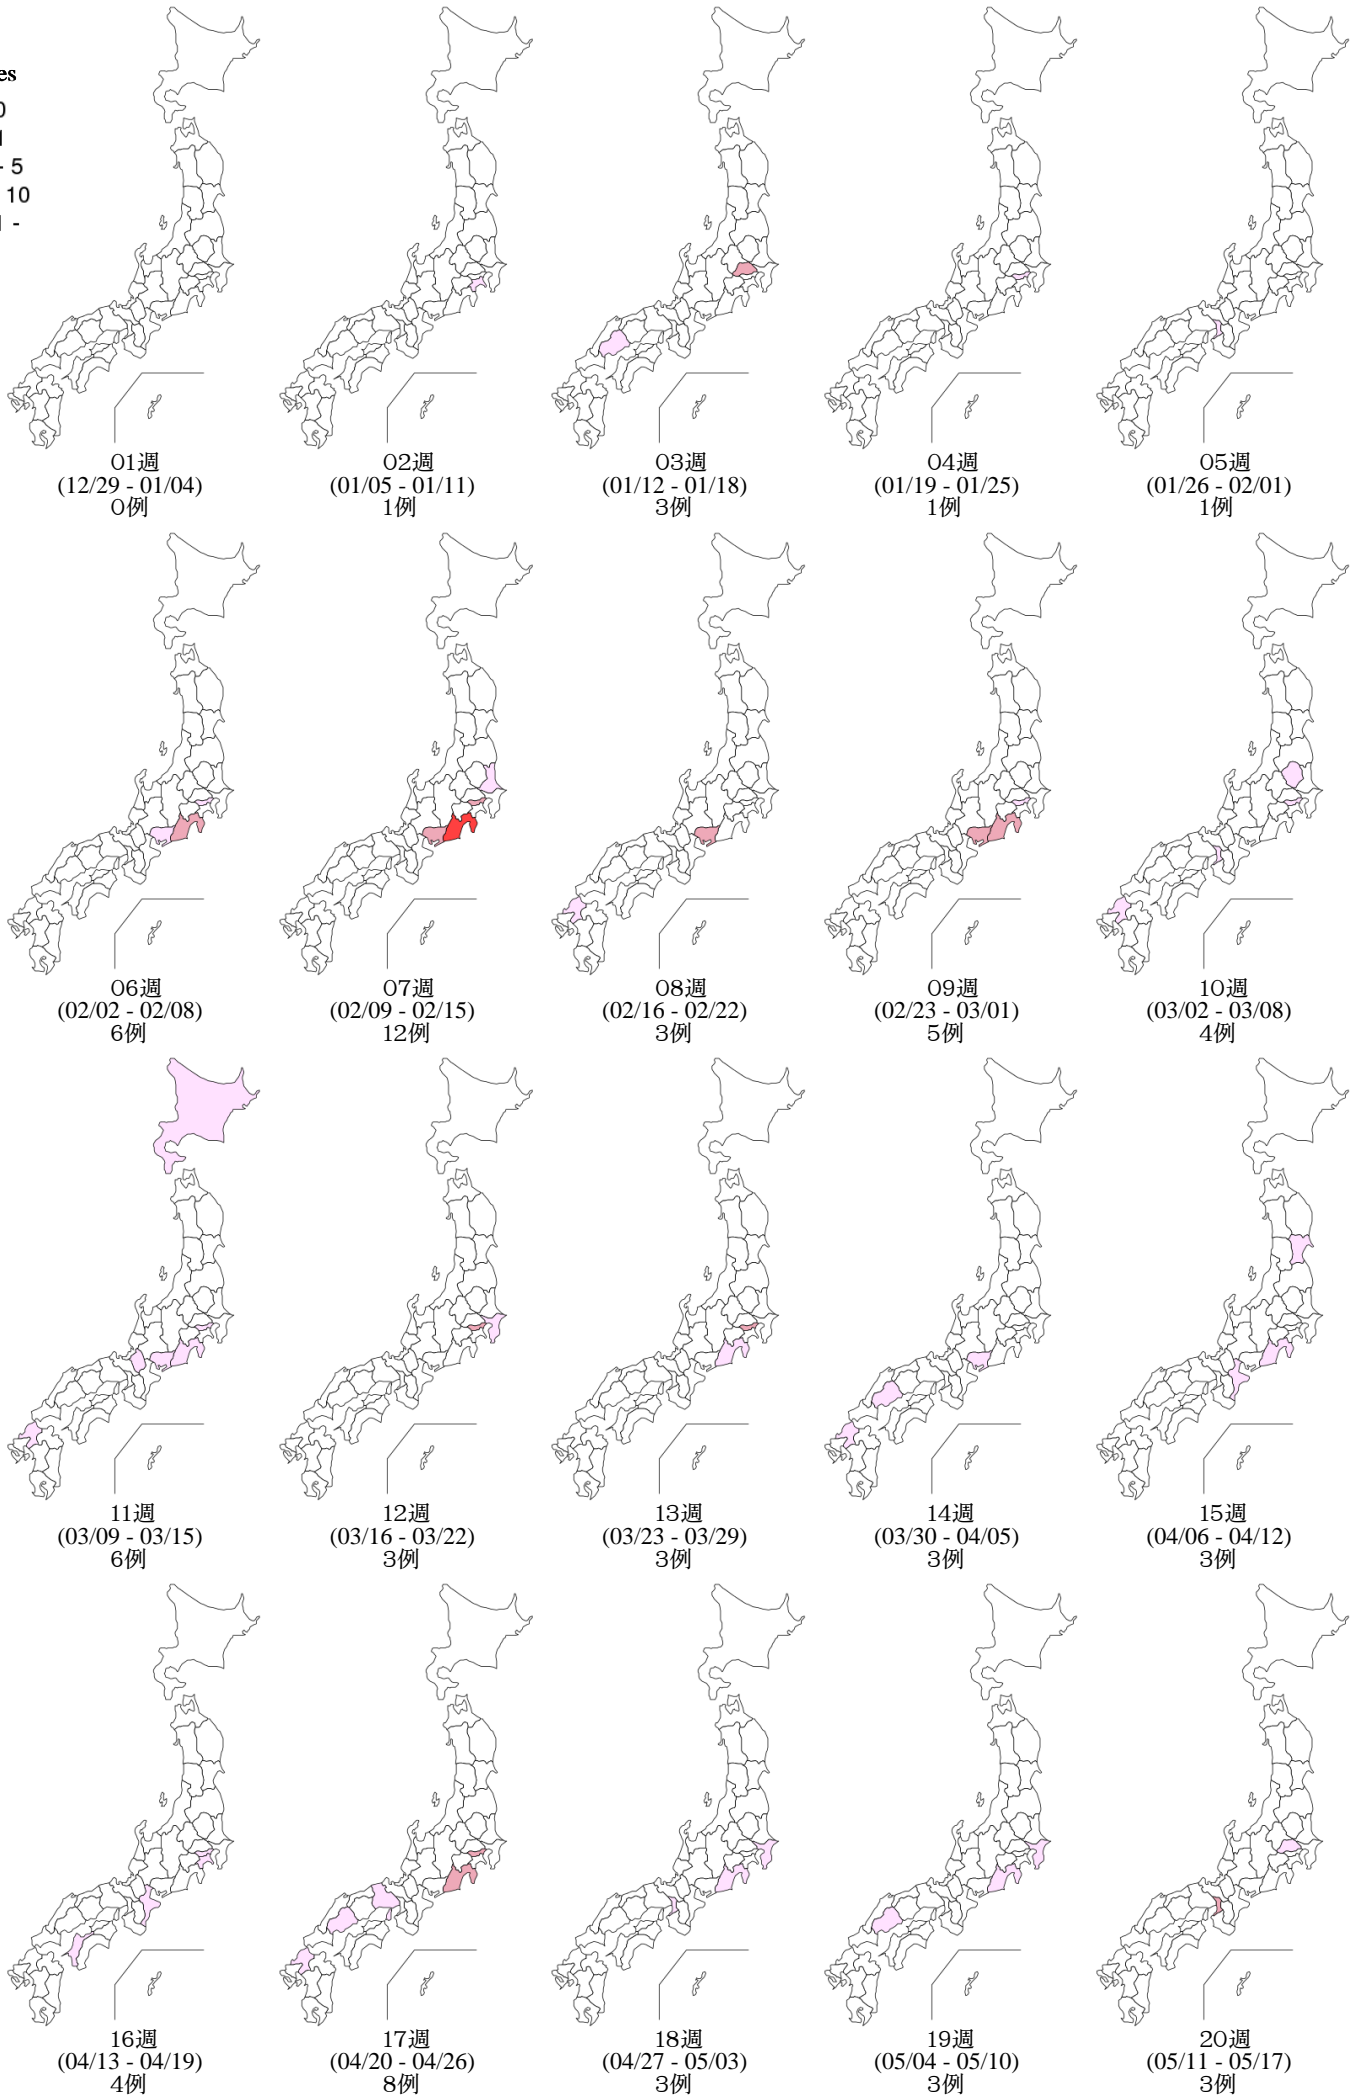 es
0
- 5
10
-
01週
(12/29 - 01/04)
0例
02週
(01/05 - 01/11)
1例
03週
(01/12 - 01/18)
3例
04週
(01/19 - 01/25)
1例
05週
(01/26 - 02/01)
1例
06週
(02/02 - 02/08)
6例
07週
(02/09 - 02/15)
12例
08週
(02/16 - 02/22)
3例
09週
(02/23 - 03/01)
5例
10週
(03/02 - 03/08)
4例
11週
(03/09 - 03/15)
6例
12週
(03/16 - 03/22)
3例
13週
(03/23 - 03/29)
3例
14週
(03/30 - 04/05)
3例
15週
(04/06 - 04/12)
3例
16週
(04/13 - 04/19)
4例
17週
(04/20 - 04/26)
8例
18週
(04/27 - 05/03)
3例
19週
(05/04 - 05/10)
3例
20週
(05/11 - 05/17)
3例